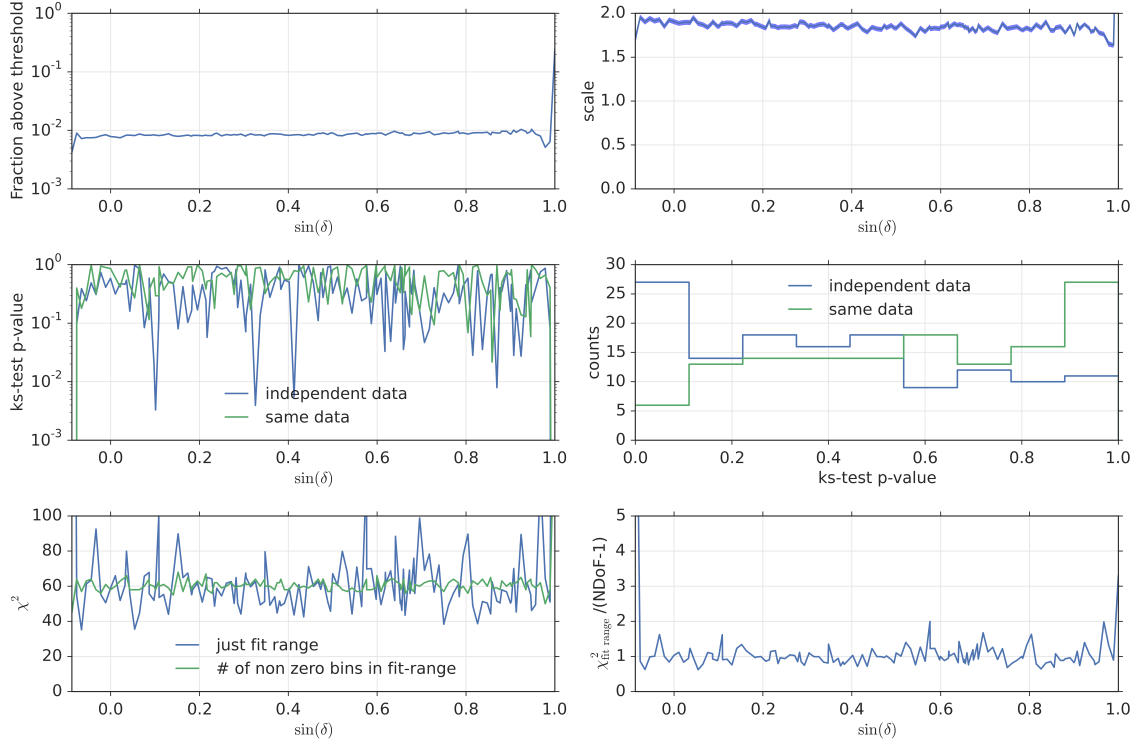 Fraction above threshold
10^0
10^-1
10^-2
10^-3
0.0 0.2 0.4 0.6 0.8 1.0
sin(δ)
scale
2.0
1.5
1.0
0.5
0.0
0.0 0.2 0.4 0.6 0.8 1.0
sin(δ)
ks-test p-value
10^0
10^-1
10^-2
10^-3
independent data
same data
0.0 0.2 0.4 0.6 0.8 1.0
sin(δ)
counts
30
25
20
15
10
5
0
independent data
same data
0.0 0.2 0.4 0.6 0.8 1.0
ks-test p-value
χ^2
100
80
60
40
20
0
just fit range
# of non zero bins in fit-range
0.0 0.2 0.4 0.6 0.8 1.0
sin(δ)
χ^2_fit range /(NDoF-1)
5
4
3
2
1
0
0.0 0.2 0.4 0.6 0.8 1.0
sin(δ)